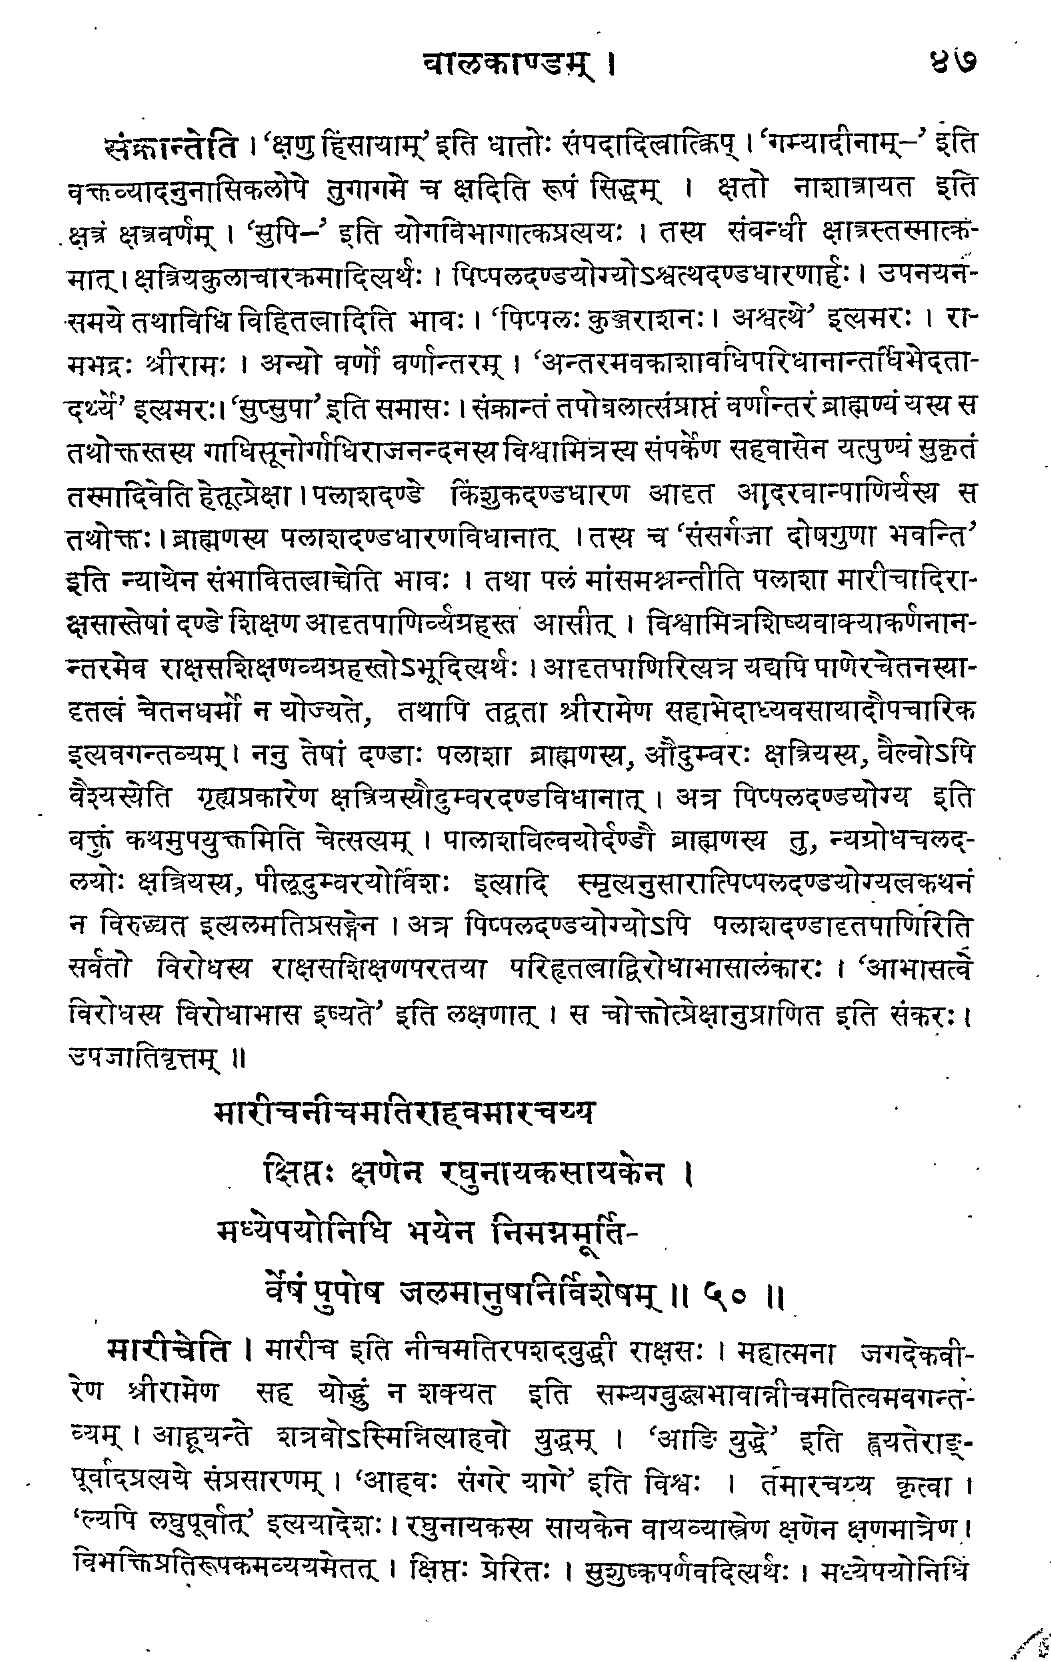 बालकाण्डम् । ४७
संक्रान्तेति । ‘क्षणु हिंसायाम्’ इति धातोः संपदादित्वात्क्विप् । ‘गम्यादीनाम्–’ इति
वक्तव्यादनुनासिकलोपे तुगागमे च क्षदिति रूपं सिद्धम् । क्षतो नाशात्त्रायत इति
क्षत्रं क्षत्रवर्णम् । ‘सुपि–’ इति योगविभागात्कप्रत्ययः । तस्य संबन्धी क्षात्रस्तस्मात्क्र-
मात् । क्षत्रियकुलाचारक्रमादित्यर्थः । पिप्पलदण्डयोग्योऽश्वत्थदण्डधारणार्हः । उपनयन-
समये तथाविधि विहितत्वादिति भावः । ‘पिप्पलः कुञ्जराशनः । अश्वत्थे’ इत्यमरः । रा-
मभद्रः श्रीरामः । अन्यो वर्णो वर्णान्तरम् । ‘अन्तरमवकाशावधिपरिधानान्तर्धिभेदता-
दर्थ्ये’ इत्यमरः । ‘सुप्सुपा’ इति समासः । संक्रान्तं तपोबलात्संप्राप्तं वर्णान्तरं ब्राह्मण्यं यस्य स
तथोक्तस्तस्य गाधिसूनोर्गाधिराजनन्दनस्य विश्वामित्रस्य संपर्केण सहवासेन यत्पुण्यं सुकृतं
तस्मादिवेति हेतूत्प्रेक्षा । पलाशदण्डे किंशुकदण्डधारण आदृत आदरवान्पाणिर्यस्य स
तथोक्तः । ब्राह्मणस्य पलाशदण्डधारणविधानात् । तस्य च ‘संसर्गजा दोषगुणा भवन्ति’
इति न्यायेन संभावितत्वाच्चेति भावः । तथा पलं मांसमश्नन्तीति पलाशा मारीचादिरा-
क्षसास्तेषां दण्डे शिक्षण आदृतपाणिर्व्यग्रहस्त आसीत् । विश्वामित्रशिष्यवाक्याकर्णनान-
न्तरमेव राक्षसशिक्षणव्यग्रहस्तोऽभूदित्यर्थः । आदृतपाणिरित्यत्र यद्यपि पाणेरचेतनस्या-
दृतत्वं चेतनधर्मो न योज्यते, तथापि तद्वता श्रीरामेण सहाभेदाध्यवसायादौपचारिक
इत्यवगन्तव्यम् । ननु तेषां दण्डाः पलाशा ब्राह्मणस्य, औदुम्बरः क्षत्रियस्य, बैल्वोऽपि
वैश्यस्येति गृह्यप्रकारेण क्षत्रियस्यौदुम्बरदण्डविधानात् । अत्र पिप्पलदण्डयोग्य इति
वक्तुं कथमुपयुक्तमिति चेत्सत्यम् । पालाशबिल्वयोर्दण्डौ ब्राह्मणस्य तु, न्यग्रोधचलद-
लयोः क्षत्रियस्य, पीलूदुम्बरयोर्विशः इत्यादि स्मृत्यनुसारात्पिप्पलदण्डयोग्यत्वकथनं
न विरुद्ध्यत इत्यलमतिप्रसङ्गेन । अत्र पिप्पलदण्डयोग्योऽपि पलाशदण्डादृतपाणिरिति
सर्वतो विरोधस्य राक्षसशिक्षणपरतया परिहृतत्वाद्विरोधाभासालंकारः । ‘आभासत्वे
विरोधस्य विरोधाभास इष्यते’ इति लक्षणात् । स चोक्तोत्प्रेक्षानुप्राणित इति संकरः ।
उपजातिवृत्तम् ॥
मारीचनीचमतिराहवमारचय्य
क्षिप्तः क्षणेन रघुनायकसायकेन ।
मध्येपयोनिधि भयेन निमग्नमूर्ति-
र्वेषं पुपोष जलमानुषनिर्विशेषम् ॥ ५० ॥
मारीचेति । मारीच इति नीचमतिरपशदबुद्धी राक्षसः । महात्मना जगदेकवी-
रेण श्रीरामेण सह योद्धुं न शक्यत इति सम्यग्बुद्ध्यभावान्नीचमतित्वमवगन्त-
व्यम् । आहूयन्ते शत्रवोऽस्मिन्नित्याहवो युद्धम् । ‘आङि युद्धे’ इति ह्वयतेराङ्-
पूर्वादप्रत्यये संप्रसारणम् । ‘आहवः संगरे यागे’ इति विश्वः । तमारचय्य कृत्वा ।
‘ल्यपि लघुपूर्वात्’ इत्ययादेशः । रघुनायकस्य सायकेन वायव्यास्त्रेण क्षणेन क्षणमात्रेण ।
विभक्तिप्रतिरूपकमव्ययमेतत् । क्षिप्तः प्रेरितः । सुशुष्कपर्णवदित्यर्थः । मध्येपयोनिधि